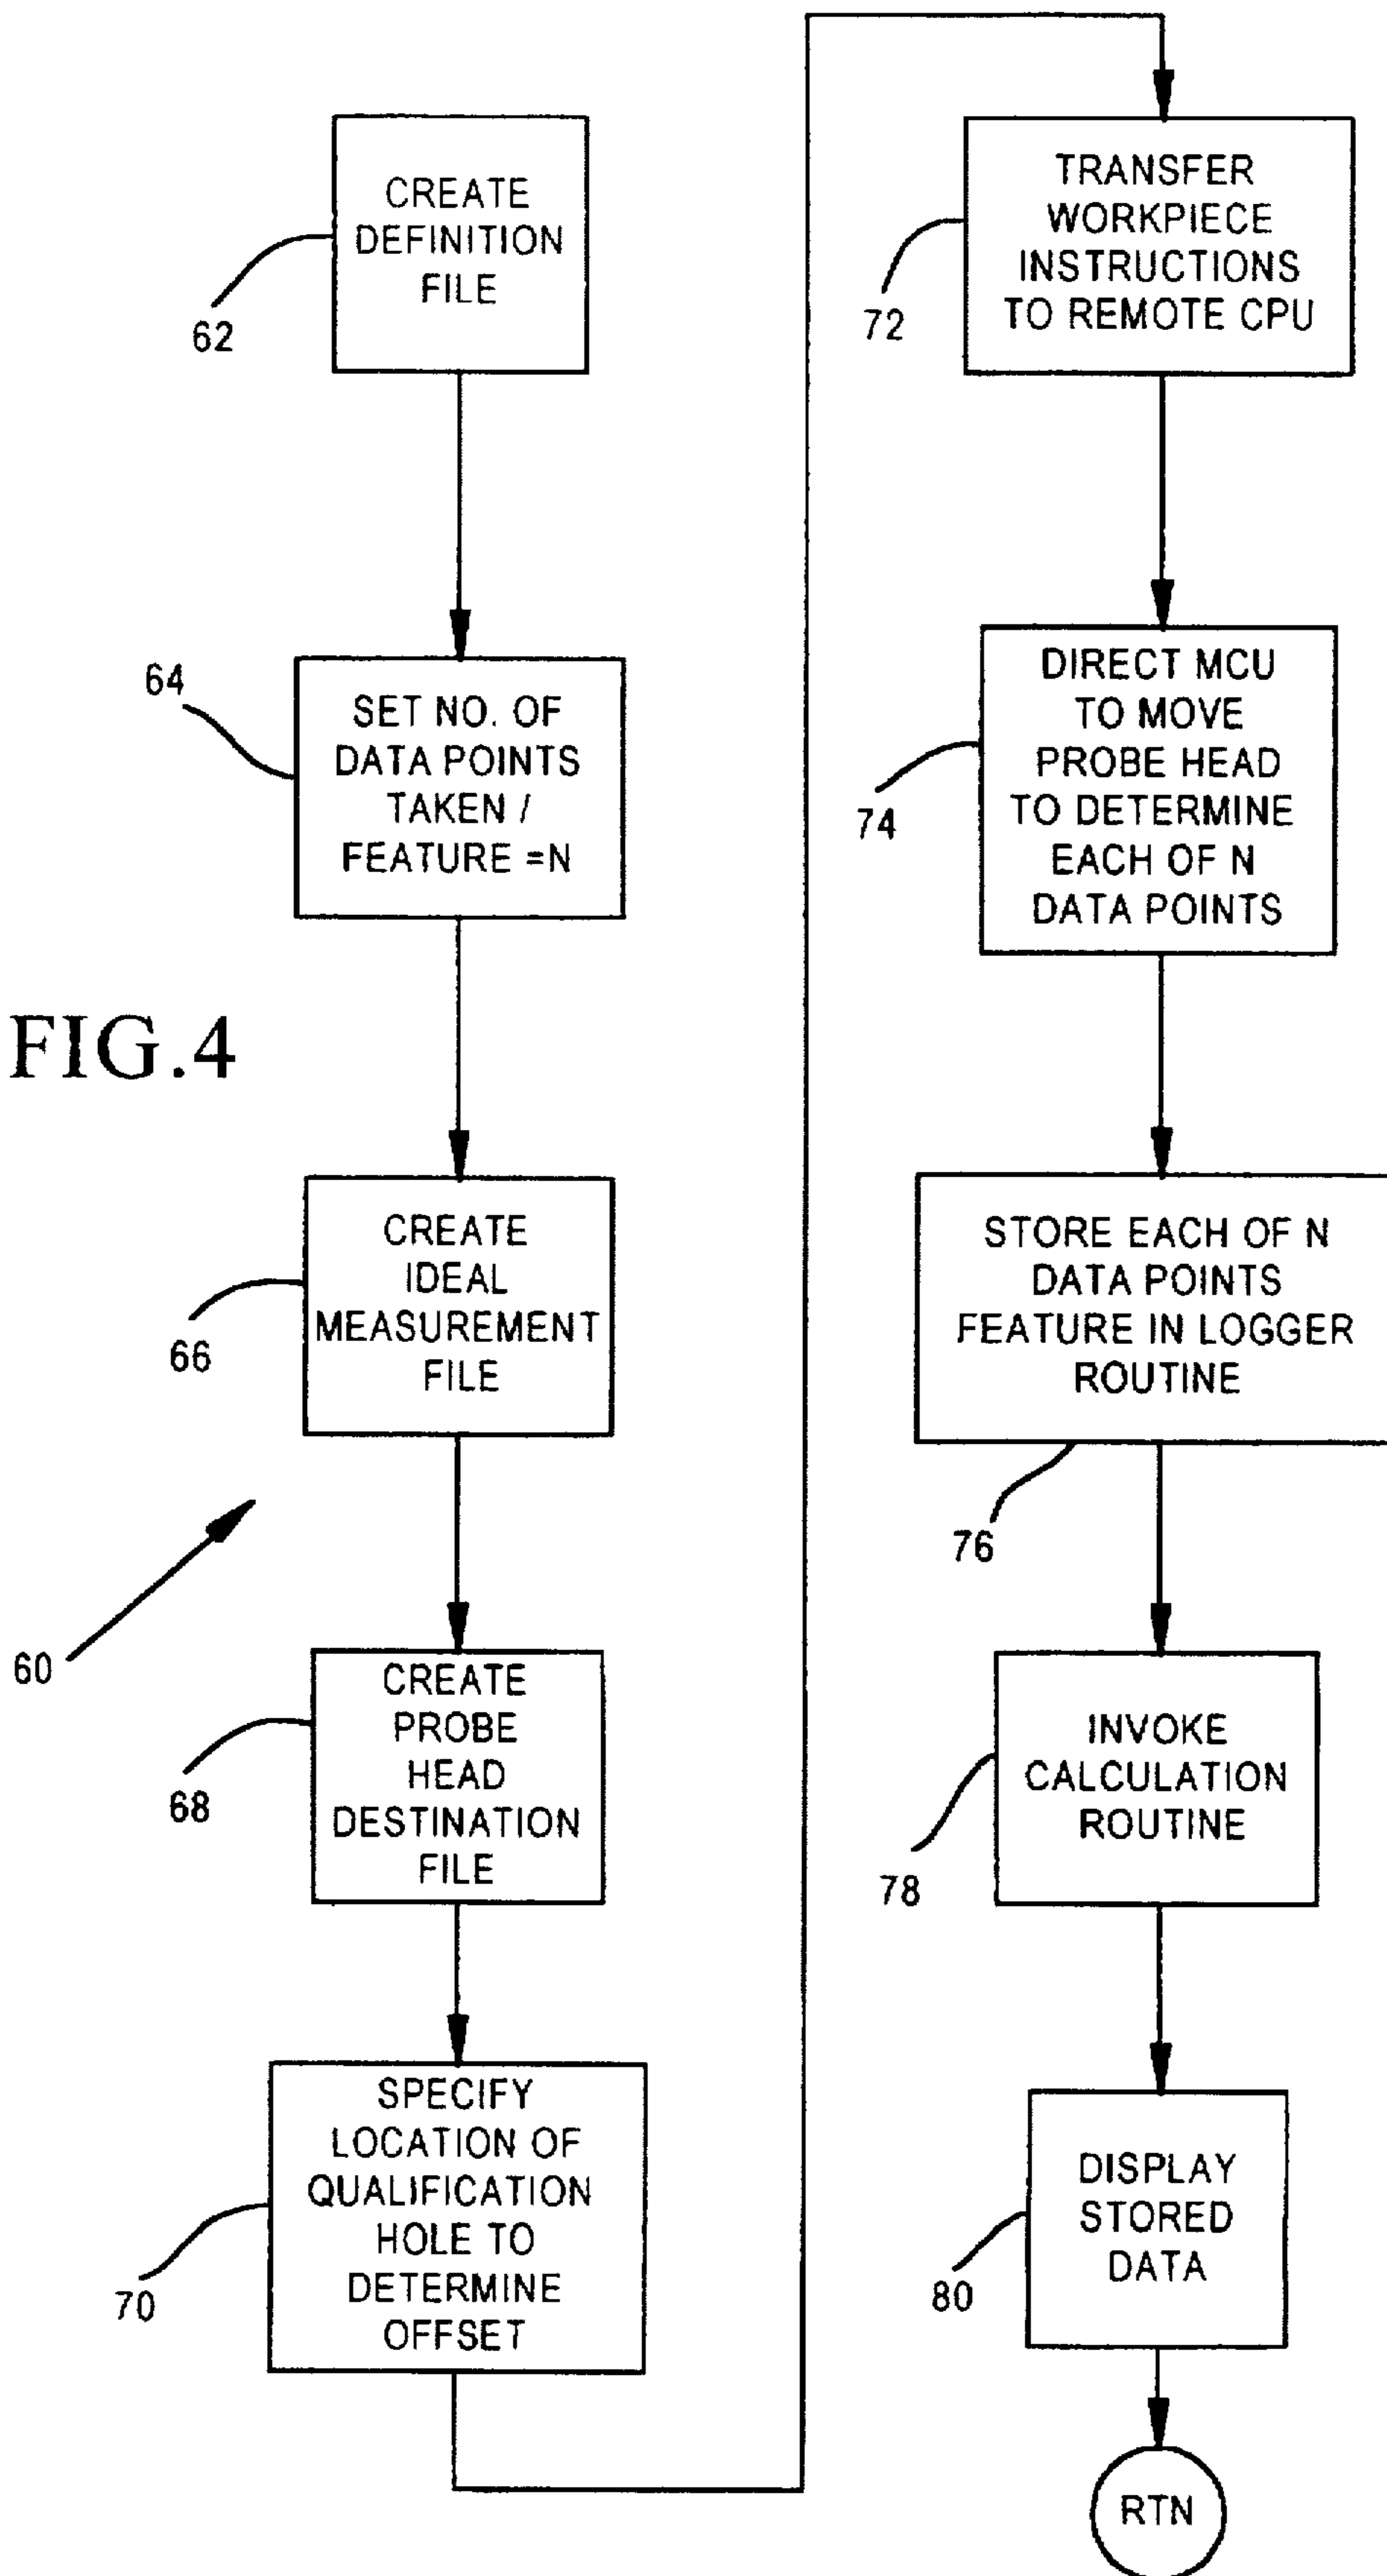 FIG.4
60
CREATE
DEFINITION
FILE
62
64
SET NO. OF
DATA POINTS
TAKEN /
FEATURE =N
CREATE
IDEAL
MEASUREMENT
FILE
66
CREATE
PROBE
HEAD
DESTINATION
FILE
68
SPECIFY
LOCATION OF
QUALIFICATION
HOLE TO
DETERMINE
OFFSET
70
TRANSFER
WORKPIECE
INSTRUCTIONS
TO REMOTE CPU
72
DIRECT MCU
TO MOVE
PROBE HEAD
TO DETERMINE
EACH OF N
DATA POINTS
74
STORE EACH OF N
DATA POINTS
FEATURE IN LOGGER
ROUTINE
76
INVOKE
CALCULATION
ROUTINE
78
DISPLAY
STORED
DATA
80
RTN